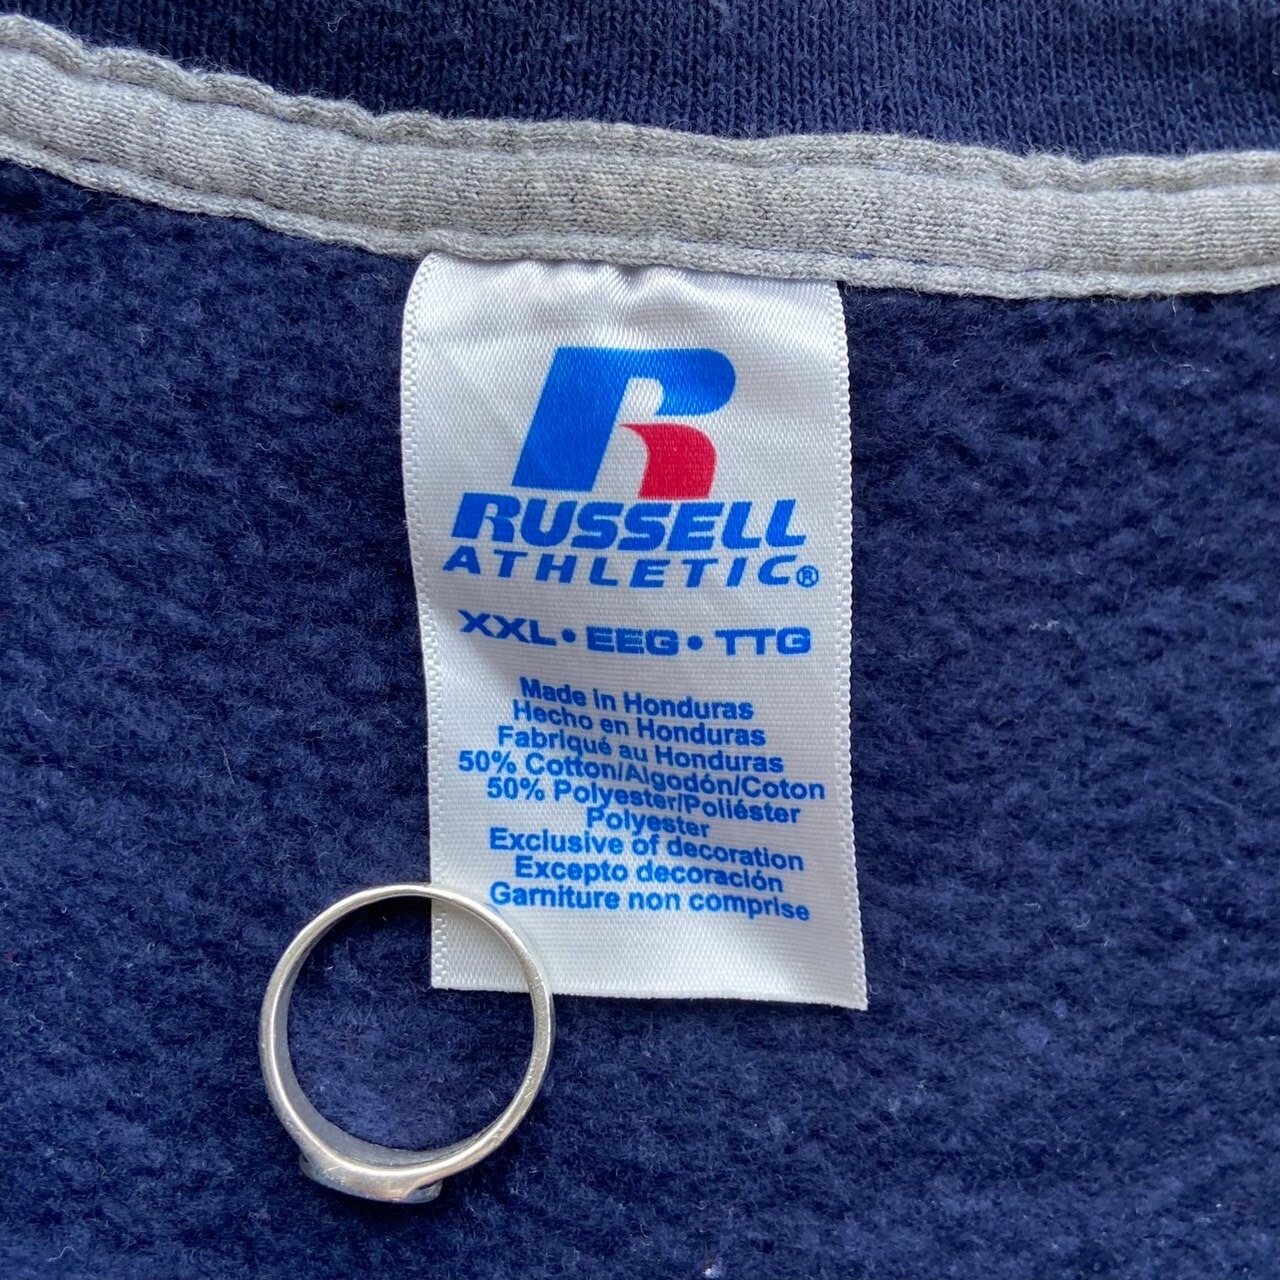 R
RUSSELL
ATHLETIC®
XXL • EEG • TTG
Made in Honduras
Hecho en Honduras
Fabriqué au Honduras
50% Cotton/Algodón/Coton
50% Polyester/Poliéster
Polyester
Exclusive of decoration
Excepto decoración
Garniture non comprise